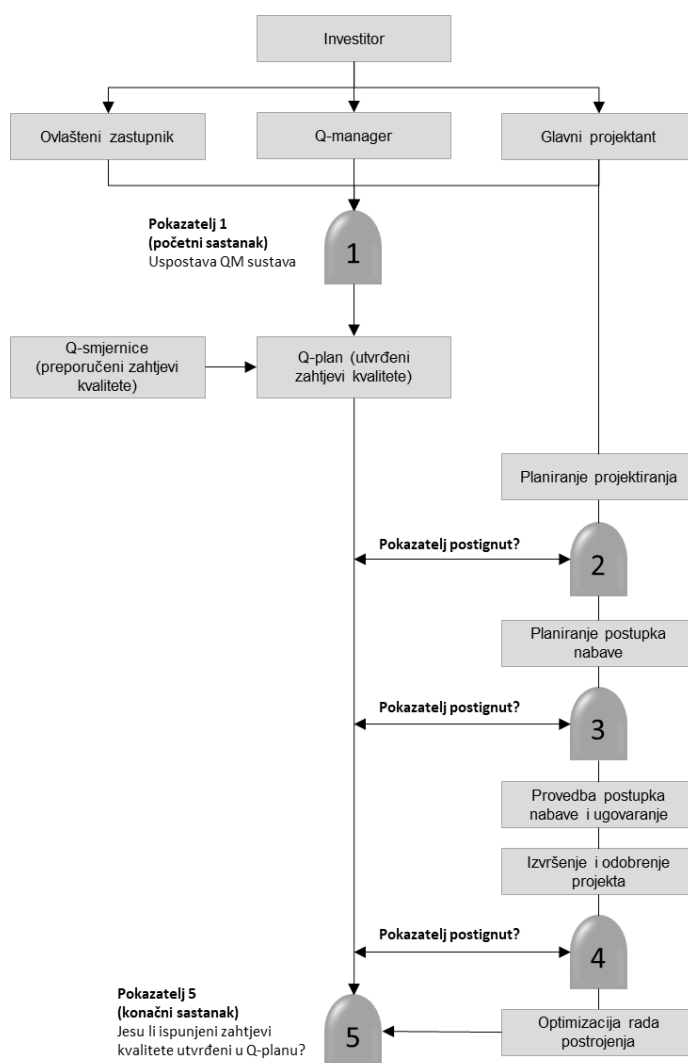 Investitor
Ovlašteni zastupnik
Q-manager
Glavni projektant
Pokazatelj 1
(početni sastanak)
Uspostava QM sustava
1
Q-smjernice
(preporučeni zahtjevi
kvalitete)
Q-plan (utvrđeni
zahtjevi kvalitete)
Planiranje projektiranja
Pokazatelj postignut?
2
Planiranje postupka
nabave
Pokazatelj postignut?
3
Provedba postupka
nabave i ugovaranje
Izvršenje i odobrenje
projekta
Pokazatelj postignut?
4
Pokazatelj 5
(konačni sastanak)
Jesu li ispunjeni zahtjevi
kvalitete utvrđeni u Q-planu?
5
Optimizacija rada
postrojenja